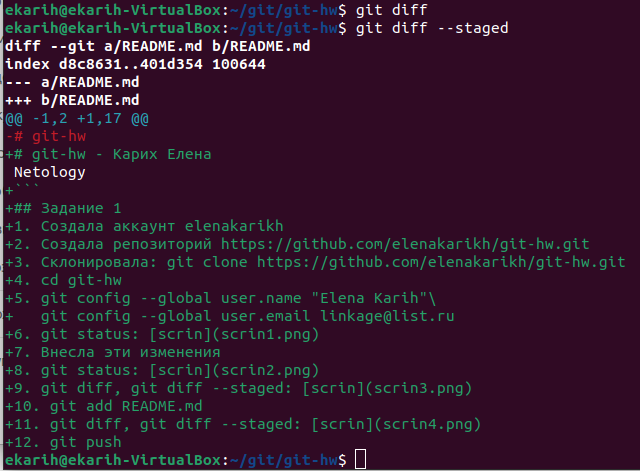 ekarih@ekarih-VirtualBox:~/git/git-hw$ git diff
ekarih@ekarih-VirtualBox:~/git/git-hw$ git diff --staged
diff --git a/README.md b/README.md
index d8c8631..401d354 100644
--- a/README.md
+++ b/README.md
@@ -1,2 +1,17 @@
-# git-hw
+# git-hw - Карих Елена
 Netology
+```
+## Задание 1
+1. Создала аккаунт elenakarikh
+2. Создала репозиторий https://github.com/elenakarikh/git-hw.git
+3. Склонировала: git clone https://github.com/elenakarikh/git-hw.git
+4. cd git-hw
+5. git config --global user.name "Elena Karih"\
+   git config --global user.email linkage@list.ru
+6. git status: [scrin](scrin1.png)
+7. Внесла эти изменения
+8. git status: [scrin](scrin2.png)
+9. git diff, git diff --staged: [scrin](scrin3.png)
+10. git add README.md
+11. git diff, git diff --staged: [scrin](scrin4.png)
+12. git push
ekarih@ekarih-VirtualBox:~/git/git-hw$